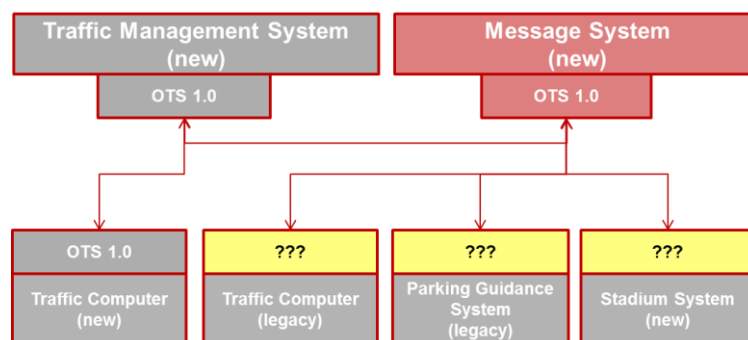 Traffic Management System
(new)
Message System
(new)
OTS 1.0
OTS 1.0
OTS 1.0
???
???
???
Traffic Computer
(new)
Traffic Computer
(legacy)
Parking Guidance
System
(legacy)
Stadium System
(new)